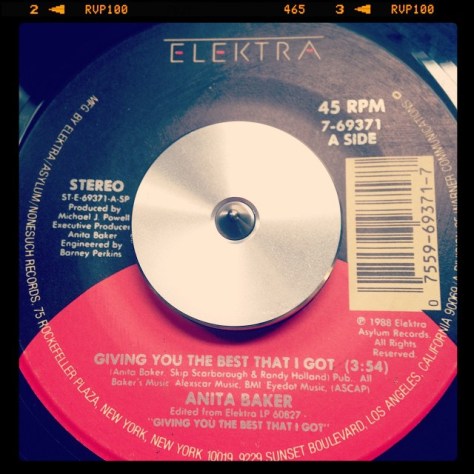 2 RVP100 465 3 RVP100
ELEKTRA
45 RPM
7-69371
A SIDE
STEREO
ST-E-69371-A-SP
Produced by
Michael J. Powell
Executive Producer
Anita Baker
Engineered by
Barney Perkins
0 7559-69371-7
℗ 1988 Elektra
Asylum Records.
All Rights
Reserved.
GIVING YOU THE BEST THAT I GOT (3:54)
(Anita Baker, Skip Scarborough & Randy Holland) Pub. All
Baker's Music Alexscar Music, BMI Eyedot Music, (ASCAP)
ANITA BAKER
Edited from Elektra LP 60827 -
"GIVING YOU THE BEST THAT I GOT"
MFG BY ELEKTRA/ASYLUM/NONESUCH RECORDS, 75 ROCKEFELLER PLAZA, NEW YORK, NEW YORK 10019, 9229 SUNSET BOULEVARD, LOS ANGELES, CALIFORNIA 90069/A DIVISION OF WARNER COMMUNICATIONS